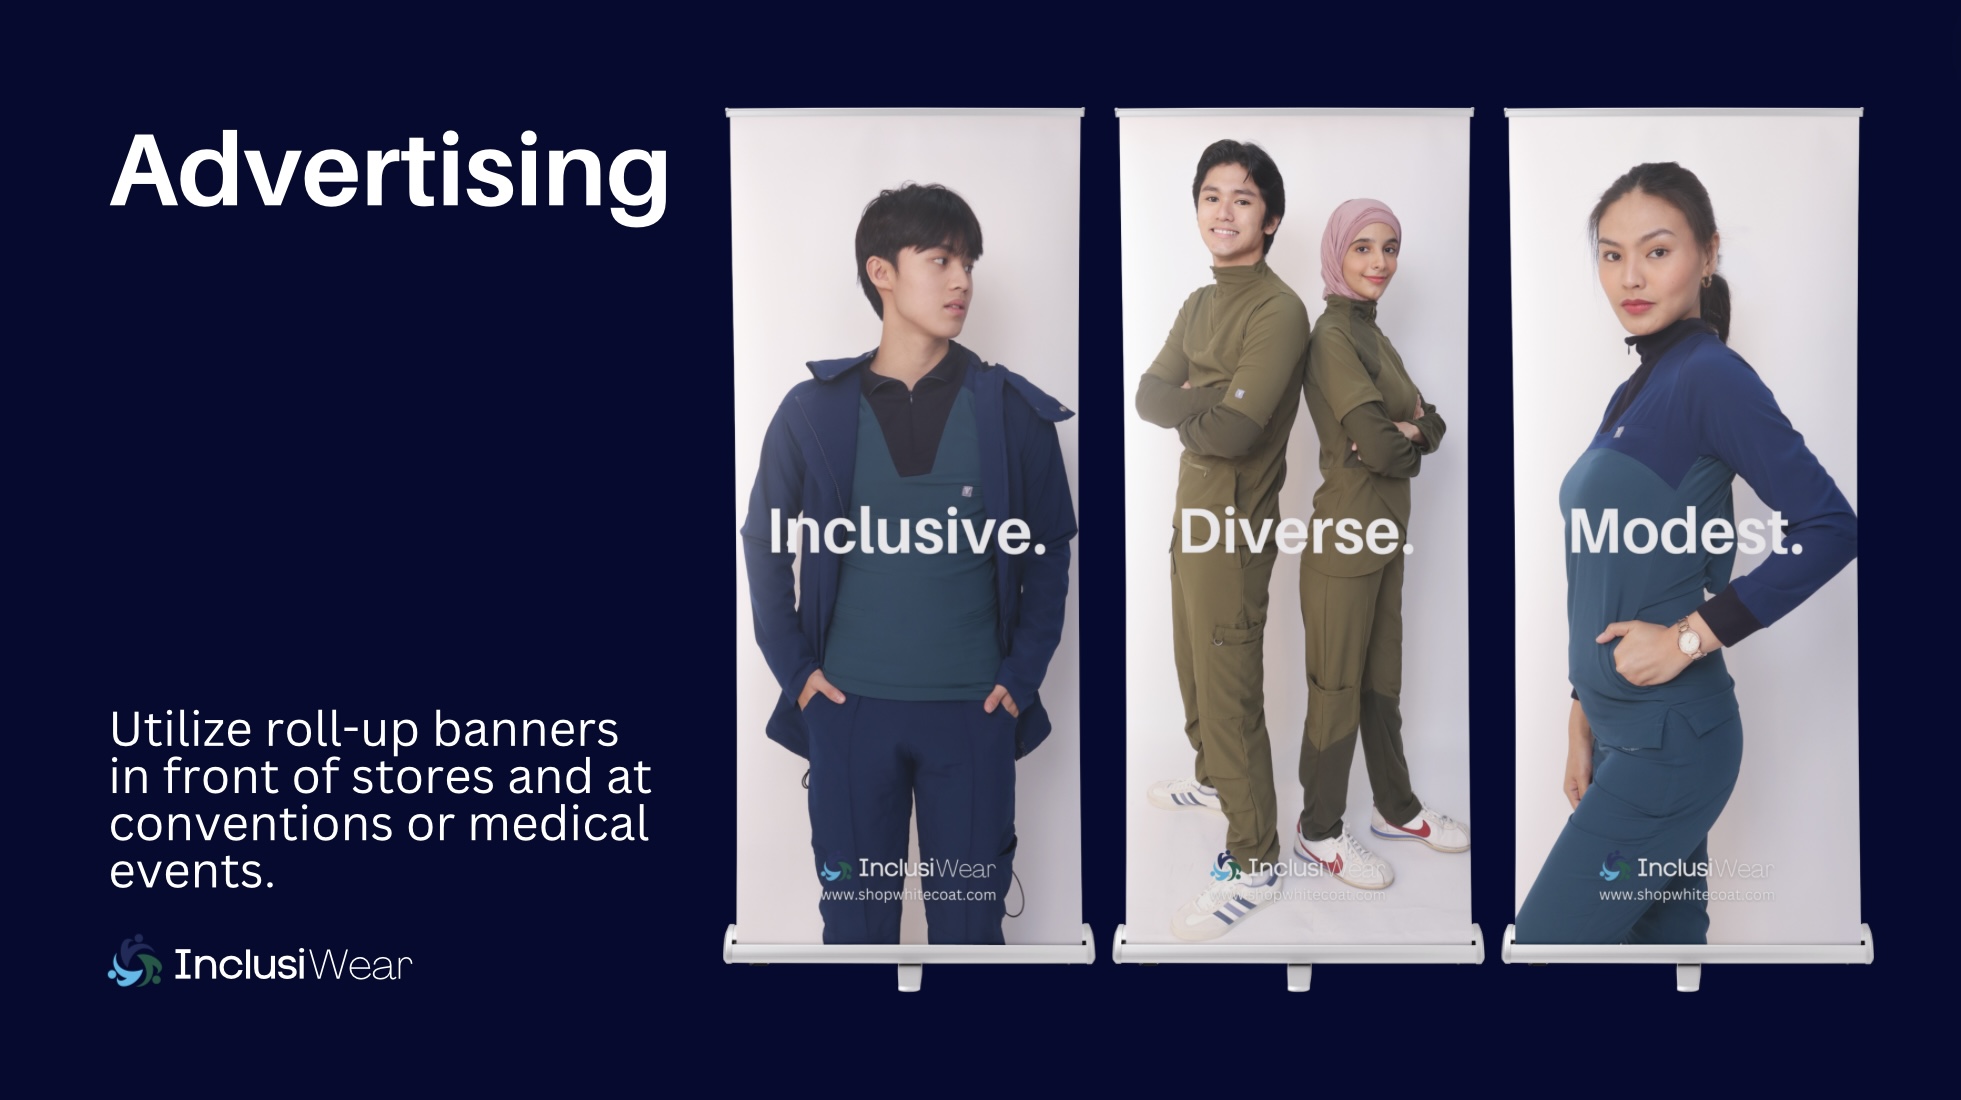 Advertising
Utilize roll-up banners
in front of stores and at
conventions or medical
events.
InclusiWear
Inclusive.
InclusiWear
www.shopwhitecoat.com
Diverse.
InclusiWear
www.shopwhitecoat.com
Modest.
InclusiWear
www.shopwhitecoat.com